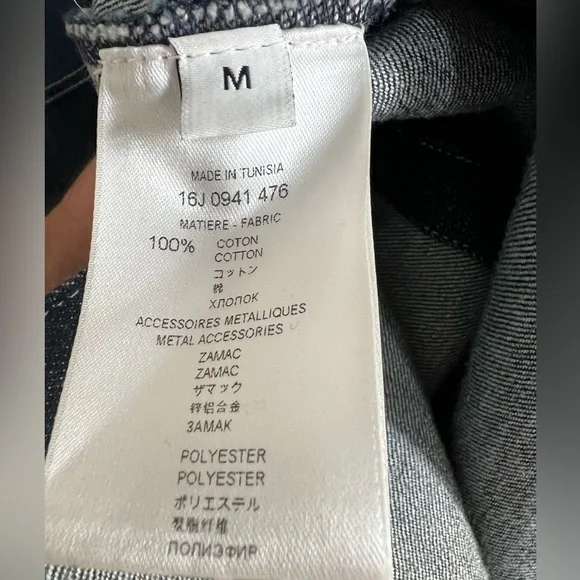 M
MADE IN TUNISIA
16J 0941 476
MATIERE - FABRIC
100% COTON
COTTON
コットン
棉
ХЛОПОК
ACCESSOIRES METALLIQUES
METAL ACCESSORIES
ZAMAC
ZAMAC
ザマック
锌铝合金
ЗАМАК
POLYESTER
POLYESTER
ポリエステル
聚脂纤维
ПОЛИЭФИР